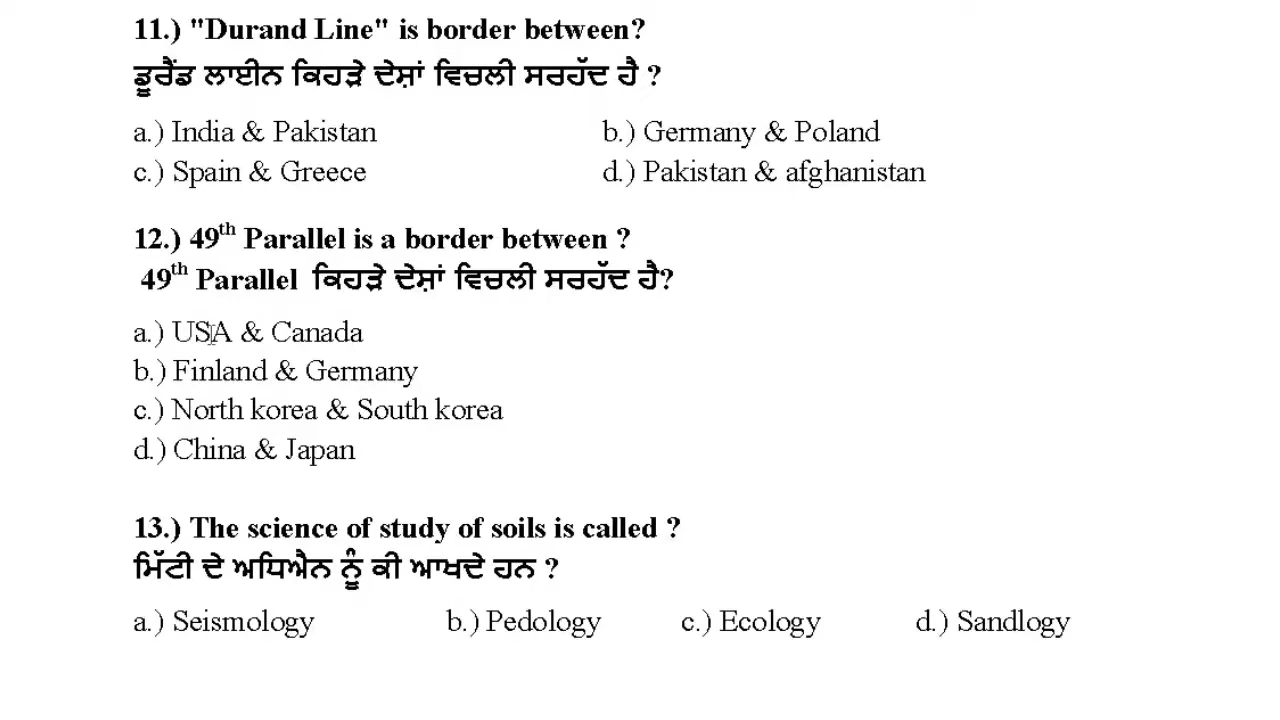 11.) "Durand Line" is border between?
ਡੂਰੈਂਡ ਲਾਈਨ ਕਿਹੜੇ ਦੇਸ਼ਾਂ ਵਿਚਲੀ ਸਰਹੱਦ ਹੈ ?
a.) India & Pakistan b.) Germany & Poland
c.) Spain & Greece d.) Pakistan & afghanistan
12.) 49th Parallel is a border between ?
49th Parallel ਕਿਹੜੇ ਦੇਸ਼ਾਂ ਵਿਚਲੀ ਸਰਹੱਦ ਹੈ?
a.) USA & Canada
b.) Finland & Germany
c.) North korea & South korea
d.) China & Japan
13.) The science of study of soils is called ?
ਮਿੱਟੀ ਦੇ ਅਧਿਐਨ ਨੂੰ ਕੀ ਆਖਦੇ ਹਨ ?
a.) Seismology b.) Pedology c.) Ecology d.) Sandlogy